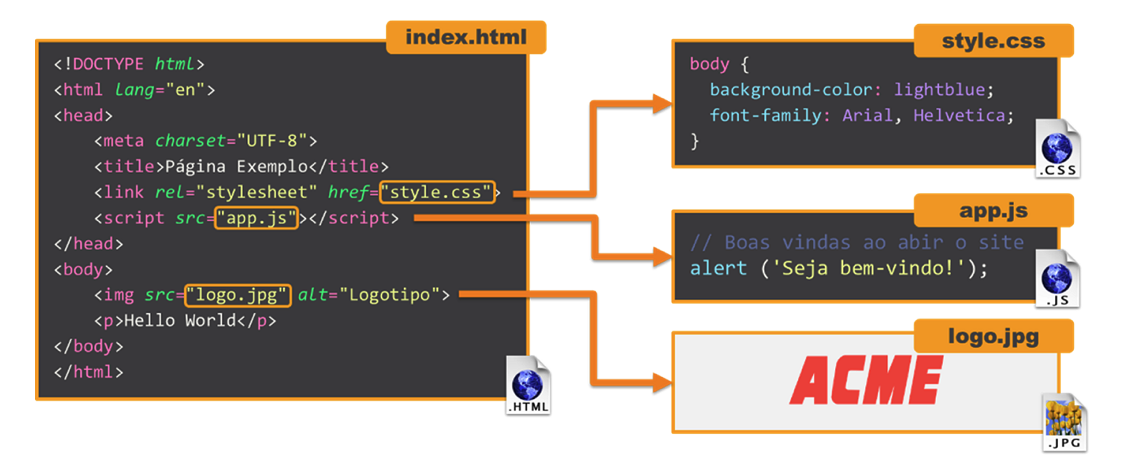 index.html
<!DOCTYPE html>
<html lang="en">
<head>
    <meta charset="UTF-8">
    <title>Página Exemplo</title>
    <link rel="stylesheet" href="style.css">
    <script src="app.js"></script>
</head>
<body>
    <img src="logo.jpg" alt="Logotipo">
    <p>Hello World</p>
</body>
</html>
.HTML
style.css
body {
  background-color: lightblue;
  font-family: Arial, Helvetica;
}
.CSS
app.js
// Boas vindas ao abir o site
alert ('Seja bem-vindo!');
.JS
logo.jpg
ACME
.JPG